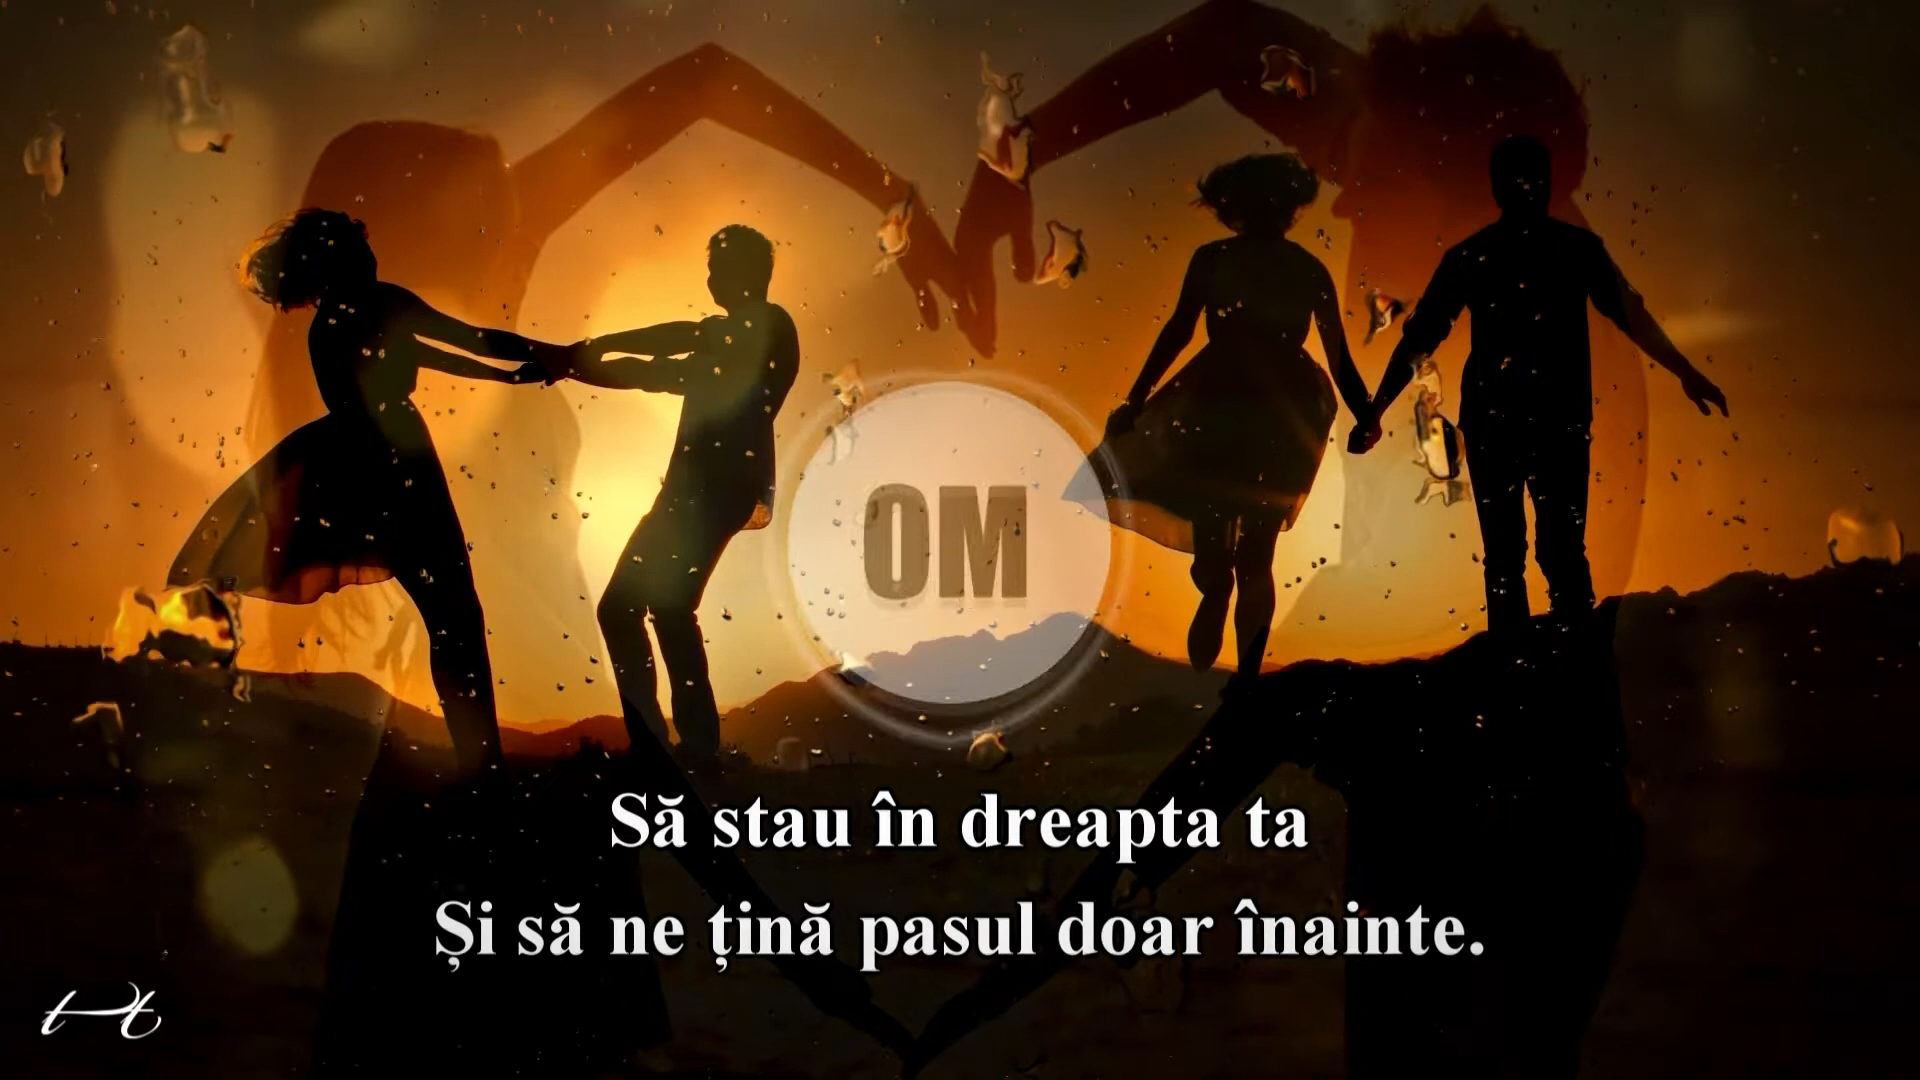 OM
Să stau în dreapta ta
Și să ne țină pasul doar înainte.